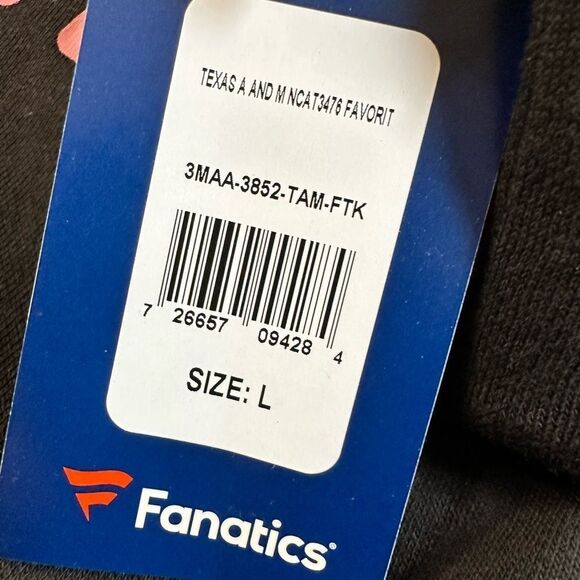 TEXAS A AND M NCAT3476 FAVORIT
3MAA-3852-TAM-FTK
7 26657 09428 4
SIZE: L
Fanatics